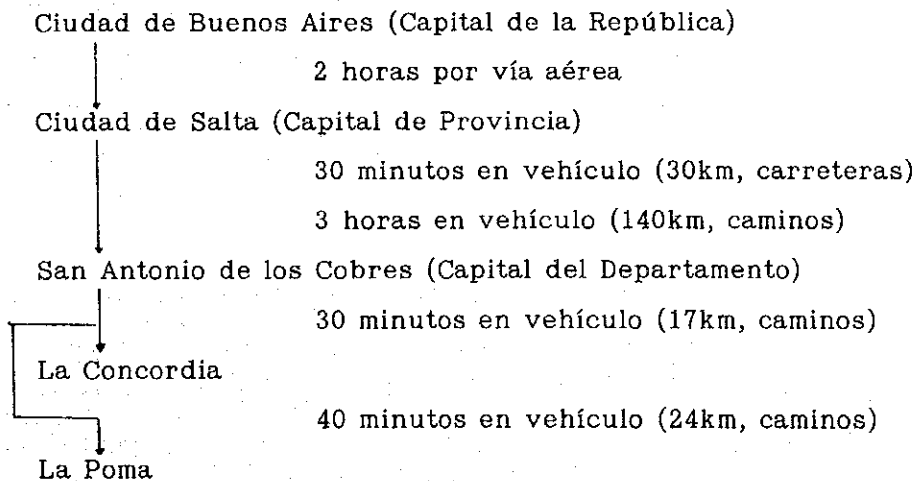 Ciudad de Buenos Aires (Capital de la República)
2 horas por vía aérea
Ciudad de Salta (Capital de Provincia)
30 minutos en vehículo (30km, carreteras)
3 horas en vehículo (140km, caminos)
San Antonio de los Cobres (Capital del Departamento)
30 minutos en vehículo (17km, caminos)
La Concordia
40 minutos en vehículo (24km, caminos)
La Poma